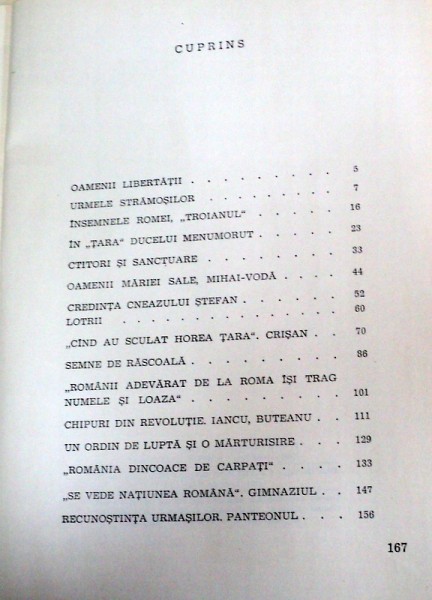 CUPRINS
OAMENII LIBERTĂȚII . . . . . . . . . 5
URMELE STRĂMOȘILOR . . . . . . . . 7
ÎNSEMNELE ROMEI, „TROIANUL“ . . . . . . 16
ÎN „ȚARA“ DUCELUI MENUMORUT . . . . . . 23
CTITORI ȘI SANCTUARE . . . . . . . . 33
OAMENII MĂRIEI SALE, MIHAI-VODĂ . . . . 44
CREDINȚA CNEAZULUI ȘTEFAN . . . . . . 52
LOTRII . . . . . . . . . . . . 60
„CÎND AU SCULAT HOREA ȚARA“. CRIȘAN . . 70
SEMNE DE RĂSCOALĂ . . . . . . . . 86
„ROMÂNII ADEVĂRAT DE LA ROMA ÎȘI TRAG
NUMELE ȘI LOAZA“ . . . . . . . . 101
CHIPURI DIN REVOLUȚIE. IANCU, BUTEANU . . 111
UN ORDIN DE LUPTĂ ȘI O MĂRTURISIRE . . . 129
„ROMÂNIA DINCOACE DE CARPAȚI“ . . . . 133
„SE VEDE NAȚIUNEA ROMÂNĂ“. GIMNAZIUL . . 147
RECUNOȘTINȚA URMAȘILOR. PANTEONUL . . . 156
167